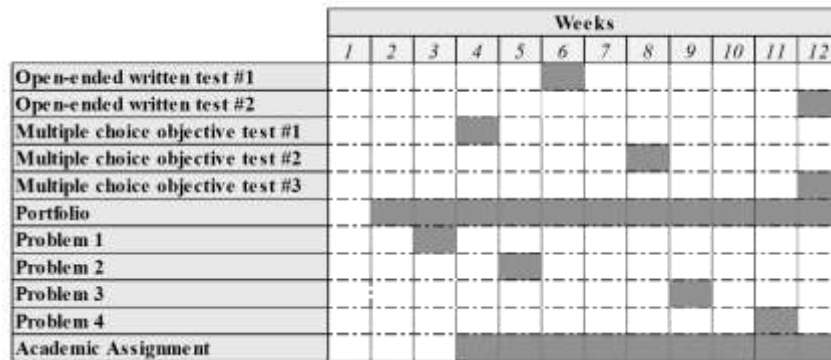 Weeks
1 2 3 4 5 6 7 8 9 10 11 12
Open-ended written test #1
Open-ended written test #2
Multiple choice objective test #1
Multiple choice objective test #2
Multiple choice objective test #3
Portfolio
Problem 1
Problem 2
Problem 3
Problem 4
Academic Assignment